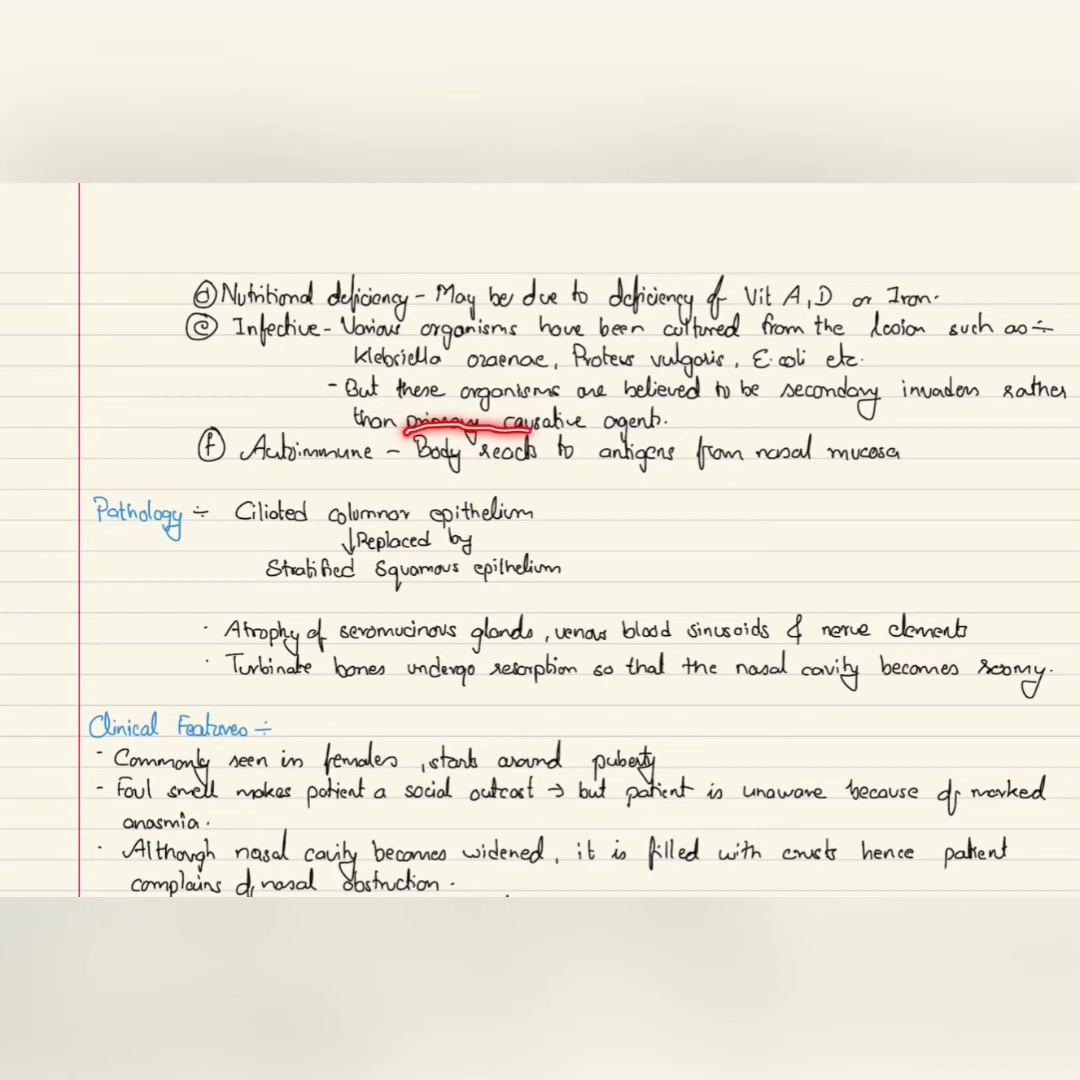 ⓓ Nutritional deficiency - May be due to deficiency of Vit A, D or Iron.
ⓔ Infective - Various organisms have been cultured from the lesion such as ÷
Klebsiella ozaenae, Proteus vulgaris, E. coli etc.
- But these organisms are believed to be secondary invaders rather
than primary causative agents.
ⓕ Autoimmune - Body reacts to antigens from nasal mucosa
Pathology ÷ Ciliated columnar epithelium
↓ Replaced by
Stratified Squamous epithelium
· Atrophy of seromucinous glands, venous blood sinusoids & nerve elements
· Turbinate bones undergo resorption so that the nasal cavity becomes roomy.
Clinical Features ÷
- Commonly seen in females, starts around puberty
- Foul smell makes patient a social outcast → but patient is unaware because of marked
anosmia.
· Although nasal cavity becomes widened, it is filled with crusts hence patient
complains of nasal obstruction.